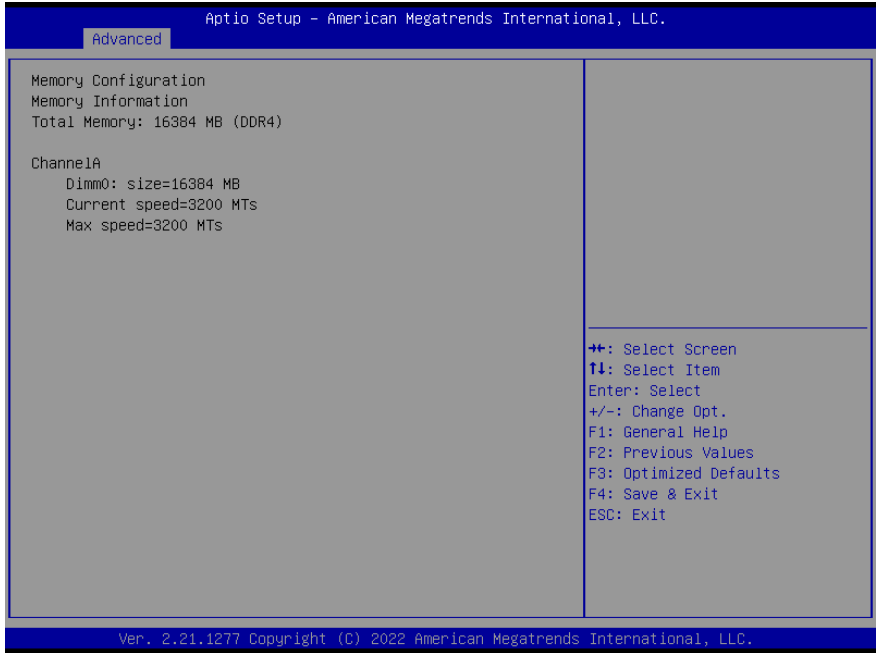 Aptio Setup – American Megatrends International, LLC.
Advanced
Memory Configuration
Memory Information
Total Memory: 16384 MB (DDR4)
ChannelA
Dimm0: size=16384 MB
Current speed=3200 MTs
Max speed=3200 MTs
→←: Select Screen
↑↓: Select Item
Enter: Select
+/-: Change Opt.
F1: General Help
F2: Previous Values
F3: Optimized Defaults
F4: Save & Exit
ESC: Exit
Ver. 2.21.1277 Copyright (C) 2022 American Megatrends International, LLC.